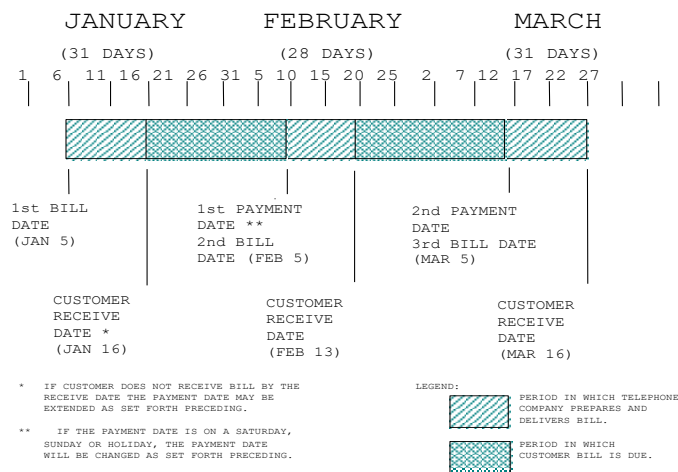 JANUARY FEBRUARY MARCH
(31 DAYS) (28 DAYS) (31 DAYS)
1 6 11 16 21 26 31 5 10 15 20 25 2 7 12 17 22 27
1st BILL
DATE
(JAN 5)
1st PAYMENT
DATE **
2nd BILL
DATE (FEB 5)
2nd PAYMENT
DATE
3rd BILL DATE
(MAR 5)
CUSTOMER
RECEIVE
DATE *
(JAN 16)
CUSTOMER
RECEIVE
DATE
(FEB 13)
CUSTOMER
RECEIVE
DATE
(MAR 16)
* IF CUSTOMER DOES NOT RECEIVE BILL BY THE
RECEIVE DATE THE PAYMENT DATE MAY BE
EXTENDED AS SET FORTH PRECEDING.
** IF THE PAYMENT DATE IS ON A SATURDAY,
SUNDAY OR HOLIDAY, THE PAYMENT DATE
WILL BE CHANGED AS SET FORTH PRECEDING.
LEGEND:
PERIOD IN WHICH TELEPHONE
COMPANY PREPARES AND
DELIVERS BILL.
PERIOD IN WHICH
CUSTOMER BILL IS DUE.